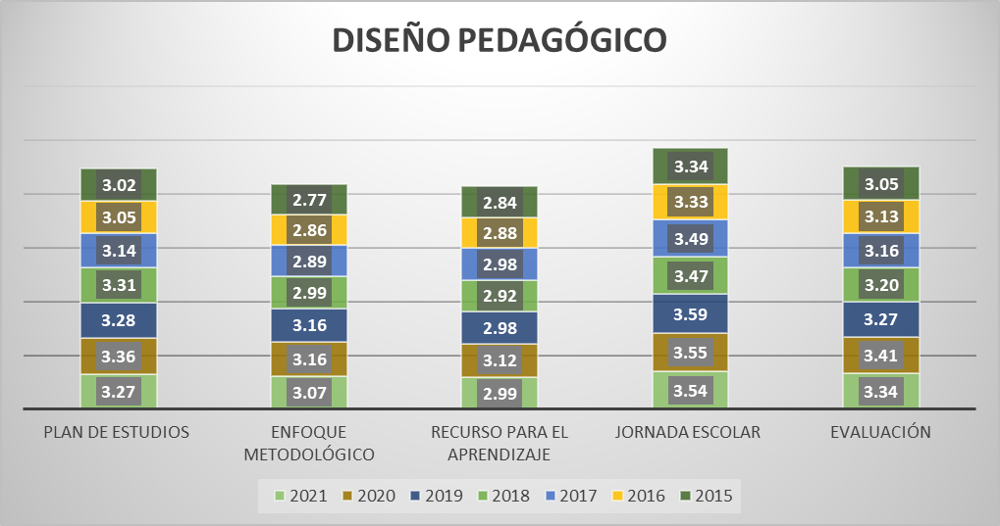 DISEÑO PEDAGÓGICO
3.02 2.77 2.84 3.34 3.05
3.05 2.86 2.88 3.33 3.13
3.14 2.89 2.98 3.49 3.16
3.31 2.99 2.92 3.47 3.20
3.28 3.16 2.98 3.59 3.27
3.36 3.16 3.12 3.55 3.41
3.27 3.07 2.99 3.54 3.34
PLAN DE ESTUDIOS
ENFOQUE
METODOLÓGICO
RECURSO PARA EL
APRENDIZAJE
JORNADA ESCOLAR
EVALUACIÓN
2021 2020 2019 2018 2017 2016 2015